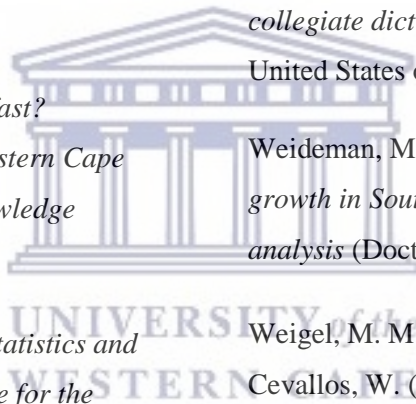 collegiate dict
United States
fast?
stern Cape
Weideman, M
wledge
growth in Sou
analysis (Doct
UNIVERSITY of the
tatistics and
Weigel, M. M
WESTERN CAPE
Cevallos, W. (
e for the